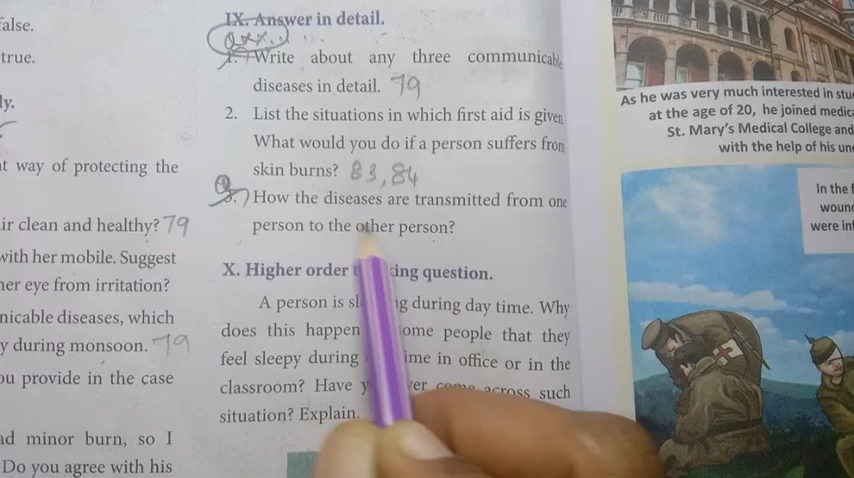 false.
true.
ly.
t way of protecting the
ir clean and healthy? 79
with her mobile. Suggest
her eye from irritation?
nicable diseases, which
y during monsoon. 79
ou provide in the case
ad minor burn, so I
Do you agree with his
IX. Answer in detail.
1. Write about any three communicable
diseases in detail. 79
2. List the situations in which first aid is given.
What would you do if a person suffers from
skin burns? 83, 84
3. How the diseases are transmitted from one
person to the other person?
X. Higher order thinking question.
A person is sl ng during day time. Why
does this happen ome people that they
feel sleepy during ime in office or in the
classroom? Have y ver come across such
situation? Explain.
As he was very much interested in stu
at the age of 20, he joined medica
St. Mary's Medical College and
with the help of his un
In the f
woun
were in